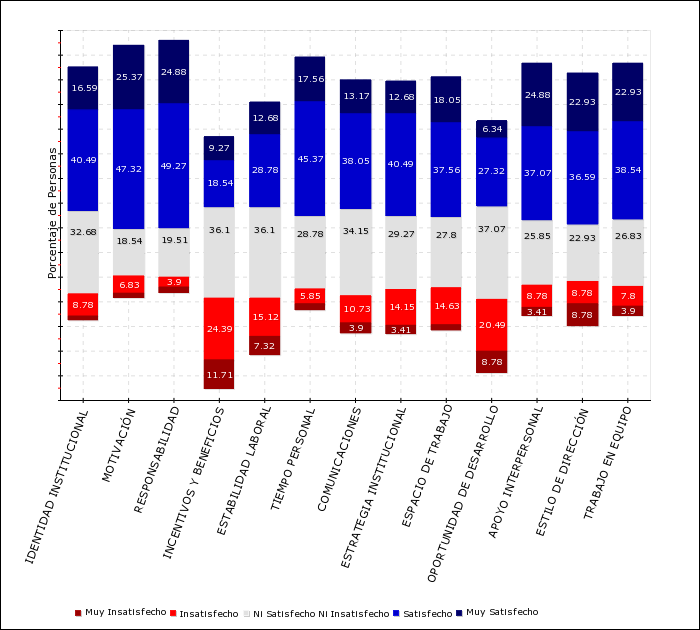 Porcentaje de Personas
16.59 25.37 24.88 9.27 12.68 17.56 13.17 12.68 18.05 6.34 24.88 22.93 22.93
40.49 47.32 49.27 18.54 28.78 45.37 38.05 40.49 37.56 27.32 37.07 36.59 38.54
32.68 18.54 19.51 36.1 36.1 28.78 34.15 29.27 27.8 37.07 25.85 22.93 26.83
8.78 6.83 3.9 24.39 15.12 5.85 10.73 14.15 14.63 20.49 8.78 8.78 7.8
11.71 7.32 3.9 3.41 8.78 3.41 8.78 3.9
IDENTIDAD INSTITUCIONAL
MOTIVACIÓN
RESPONSABILIDAD
INCENTIVOS Y BENEFICIOS
ESTABILIDAD LABORAL
TIEMPO PERSONAL
COMUNICACIONES
ESTRATEGIA INSTITUCIONAL
ESPACIO DE TRABAJO
OPORTUNIDAD DE DESARROLLO
APOYO INTERPERSONAL
ESTILO DE DIRECCIÓN
TRABAJO EN EQUIPO
Muy Insatisfecho Insatisfecho Ni Satisfecho Ni Insatisfecho Satisfecho Muy Satisfecho